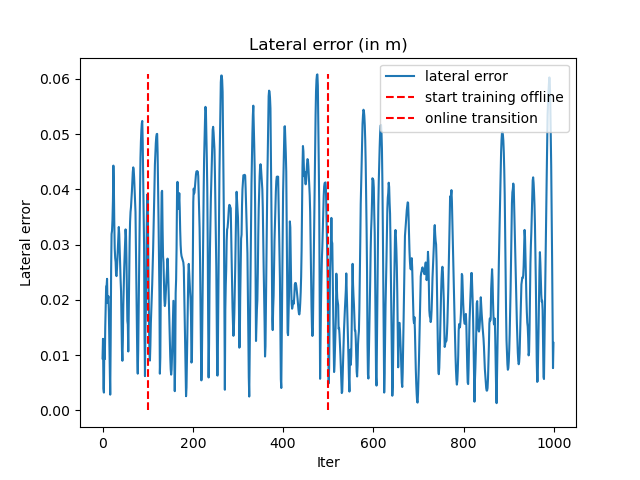 Lateral error (in m)
lateral error
start training offline
online transition
Lateral error
0.06
0.05
0.04
0.03
0.02
0.01
0.00
0 200 400 600 800 1000
Iter